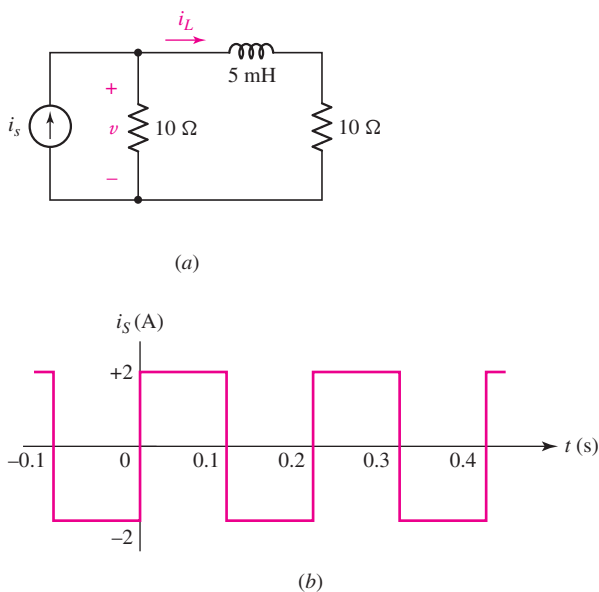 i_L
5 mH
+
i_s
v
10 Ω
10 Ω
–
(a)
i_S (A)
+2
–0.1 0 0.1 0.2 0.3 0.4 t (s)
–2
(b)